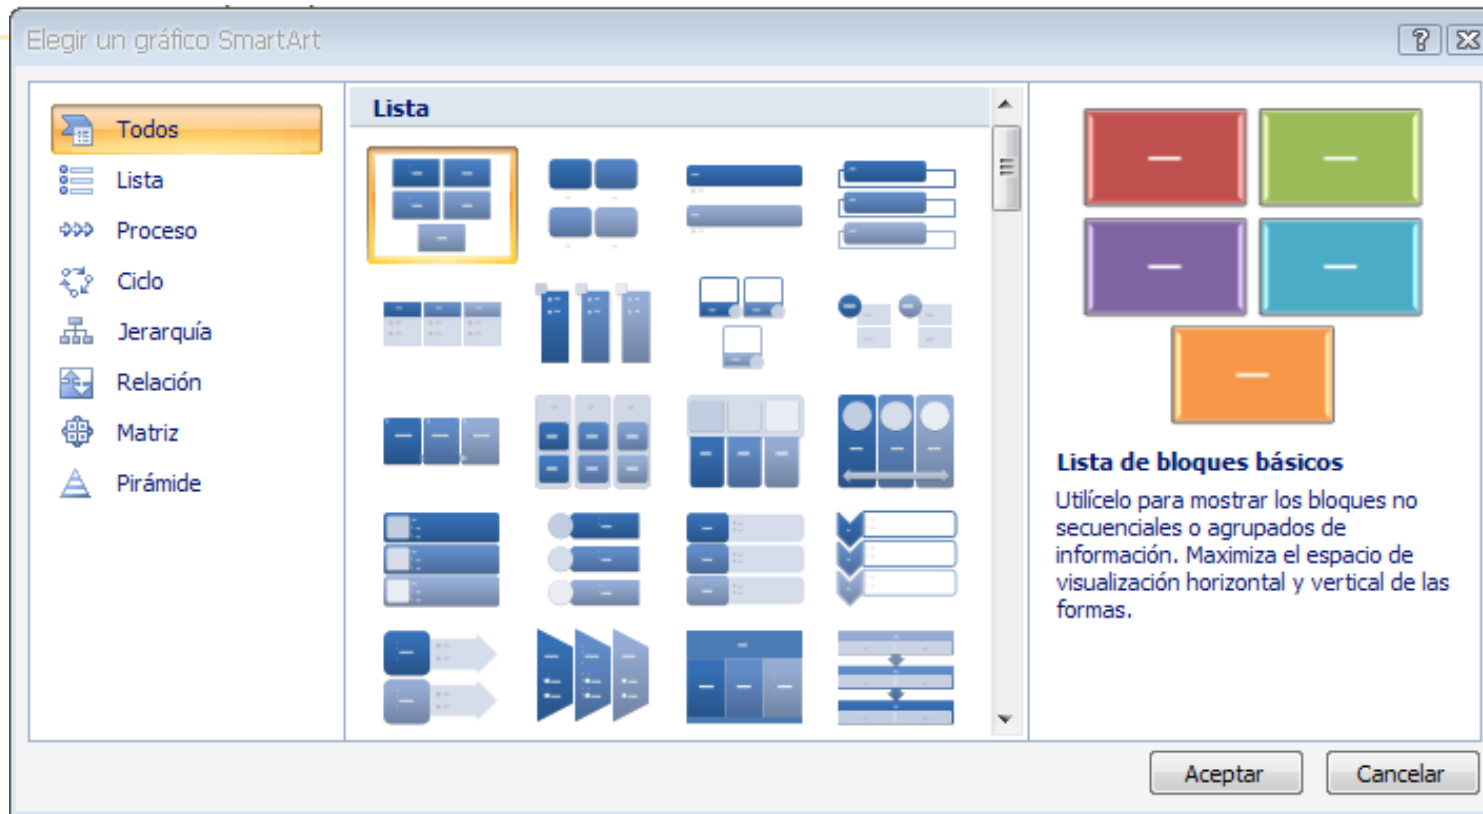 Elegir un gráfico SmartArt
Todos
Lista
Proceso
Ciclo
Jerarquía
Relación
Matriz
Pirámide
Lista
Lista de bloques básicos
Utilícelo para mostrar los bloques no
secuenciales o agrupados de
información. Maximiza el espacio de
visualización horizontal y vertical de las
formas.
Aceptar
Cancelar